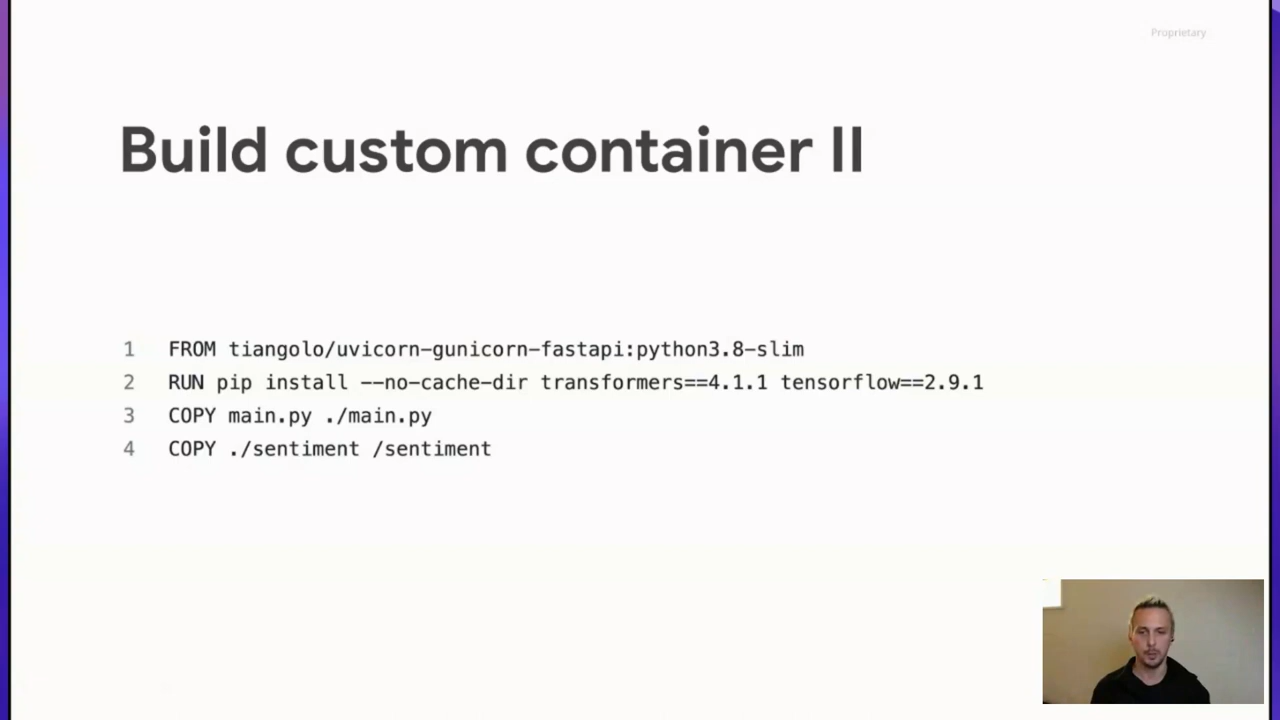 Proprietary
Build custom container II
1 FROM tiangolo/uvicorn-gunicorn-fastapi:python3.8-slim
2 RUN pip install --no-cache-dir transformers==4.1.1 tensorflow==2.9.1
3 COPY main.py ./main.py
4 COPY ./sentiment /sentiment